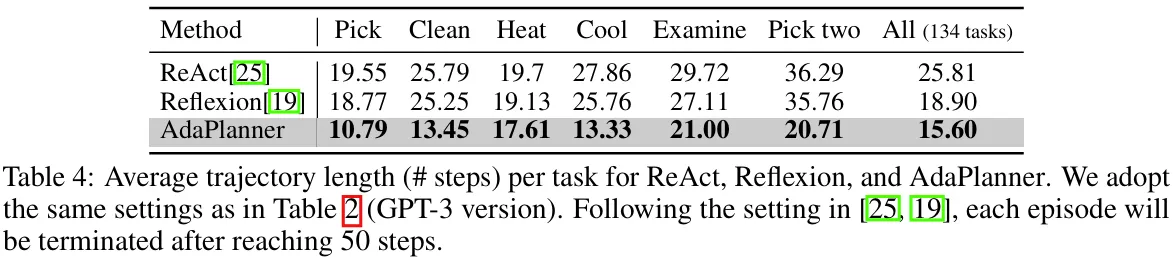 Method Pick Clean Heat Cool Examine Pick two All (134 tasks)
ReAct[25] 19.55 25.79 19.7 27.86 29.72 36.29 25.81
Reflexion[19] 18.77 25.25 19.13 25.76 27.11 35.76 18.90
AdaPlanner 10.79 13.45 17.61 13.33 21.00 20.71 15.60
Table 4: Average trajectory length (# steps) per task for ReAct, Reflexion, and AdaPlanner. We adopt
the same settings as in Table 2 (GPT-3 version). Following the setting in [25, 19], each episode will
be terminated after reaching 50 steps.